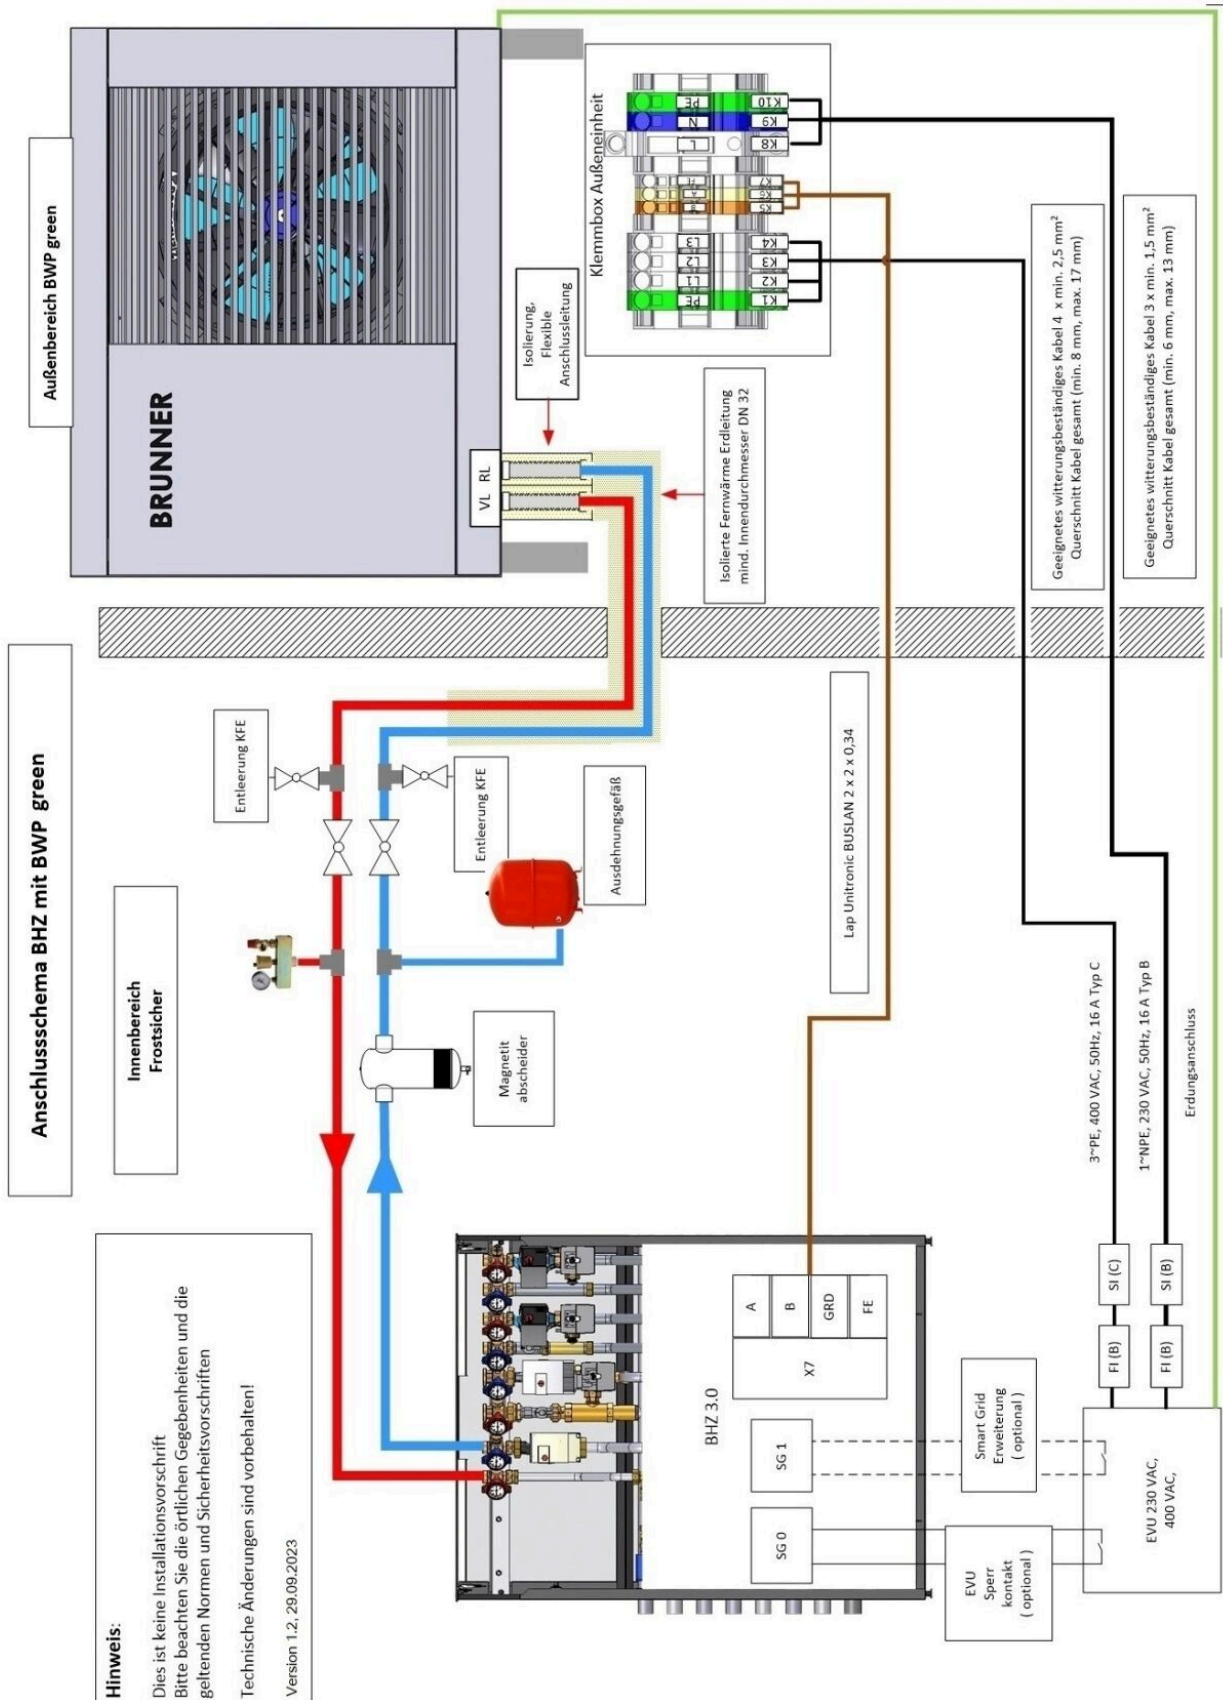 Anschlussschema BHZ mit BWP green
Hinweis:
Dies ist keine Installationsvorschrift
Bitte beachten Sie die örtlichen Gegebenheiten und die
geltenden Normen und Sicherheitsvorschriften
Technische Änderungen sind vorbehalten!
Version 1.2, 29.09.2023
Innenbereich
Frostsicher
Außenbereich BWP green
BRUNNER
VL RL
Entleerung KFE
Entleerung KFE
Ausdehnungsgefäß
Magnetit
abscheider
Isolierung,
Flexible
Anschlussleitung
Isolierte Fernwärme Erdleitung
mind. Innendurchmesser DN 32
Klemmbox Außeneinheit
PE
L1
L2
L3
L
N
PE
K1
K2
K3
K4
K5
K6
K7
K8
K9
K10
Lap Unitronic BUSLAN 2 x 2 x 0,34
Geeignetes witterungsbeständiges Kabel 4 x min. 2,5 mm²
Querschnitt Kabel gesamt (min. 8 mm, max. 17 mm)
Geeignetes witterungsbeständiges Kabel 3 x min. 1,5 mm²
Querschnitt Kabel gesamt (min. 6 mm, max. 13 mm)
BHZ 3.0
A
B
GRD
FE
X7
SG 0
SG 1
EVU
Sperr
kontakt
( optional )
Smart Grid
Erweiterung
( optional )
EVU 230 VAC,
400 VAC,
FI (B)
SI (C)
3~PE, 400 VAC, 50Hz, 16 A Typ C
FI (B)
SI (B)
1~NPE, 230 VAC, 50Hz, 16 A Typ B
Erdungsanschluss